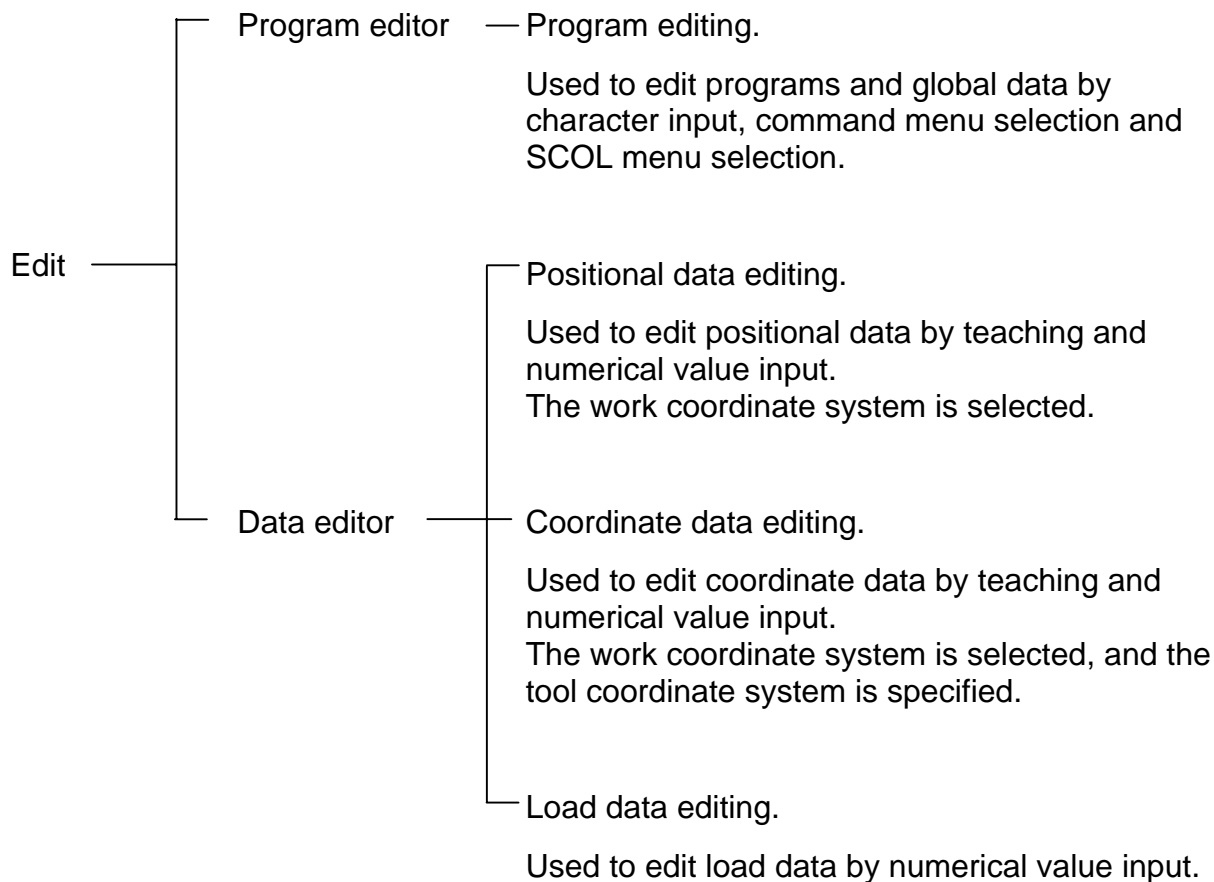 Program editor
Program editing.
Used to edit programs and global data by
character input, command menu selection and
SCOL menu selection.
Edit
Positional data editing.
Used to edit positional data by teaching and
numerical value input.
The work coordinate system is selected.
Data editor
Coordinate data editing.
Used to edit coordinate data by teaching and
numerical value input.
The work coordinate system is selected, and the
tool coordinate system is specified.
Load data editing.
Used to edit load data by numerical value input.